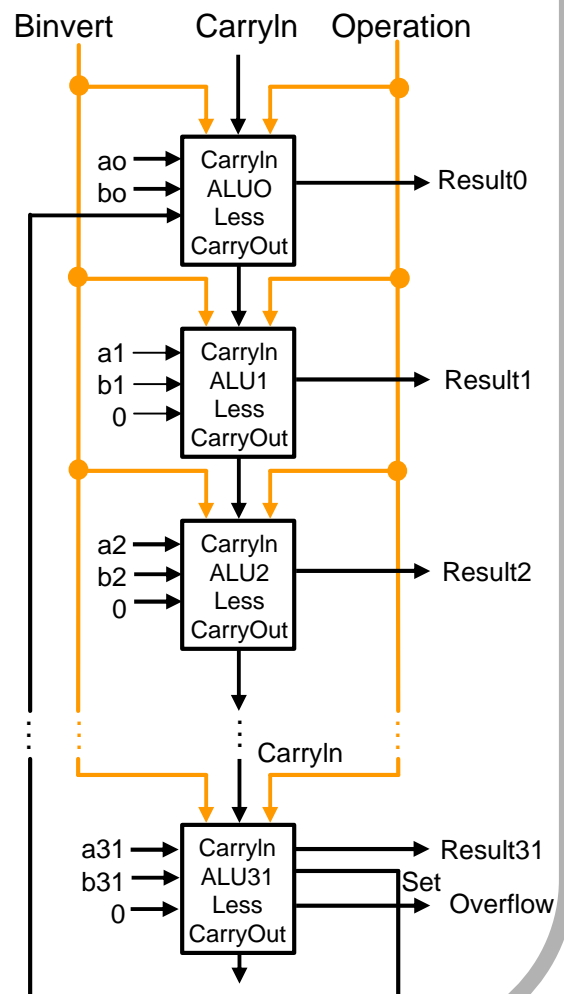 Binvert CarryIn Operation
ao
bo
CarryIn
ALU0
Less
CarryOut
Result0
a1
b1
0
CarryIn
ALU1
Less
CarryOut
Result1
a2
b2
0
CarryIn
ALU2
Less
CarryOut
Result2
CarryIn
a31
b31
0
CarryIn
ALU31
Less
CarryOut
Result31
Set
Overflow